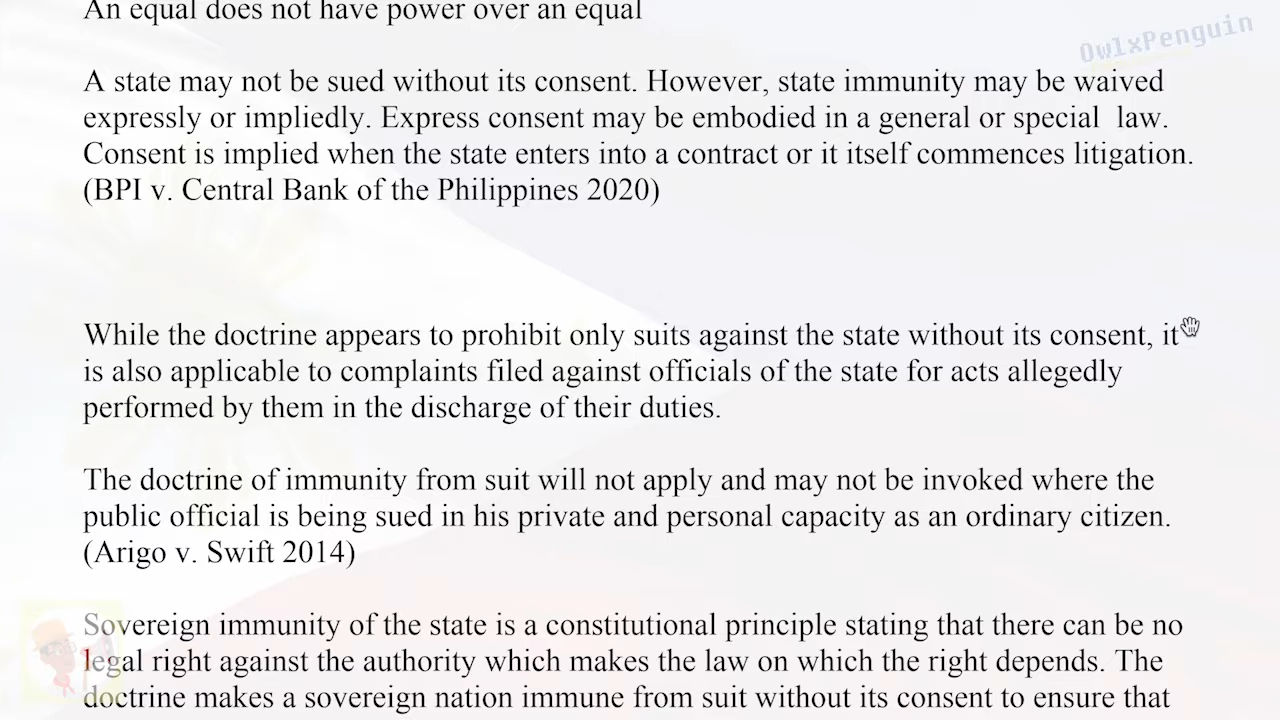 An equal does not have power over an equal
OwlxPenguin
A state may not be sued without its consent. However, state immunity may be waived
expressly or impliedly. Express consent may be embodied in a general or special law.
Consent is implied when the state enters into a contract or it itself commences litigation.
(BPI v. Central Bank of the Philippines 2020)
While the doctrine appears to prohibit only suits against the state without its consent, it
is also applicable to complaints filed against officials of the state for acts allegedly
performed by them in the discharge of their duties.
The doctrine of immunity from suit will not apply and may not be invoked where the
public official is being sued in his private and personal capacity as an ordinary citizen.
(Arigo v. Swift 2014)
Sovereign immunity of the state is a constitutional principle stating that there can be no
legal right against the authority which makes the law on which the right depends. The
doctrine makes a sovereign nation immune from suit without its consent to ensure that